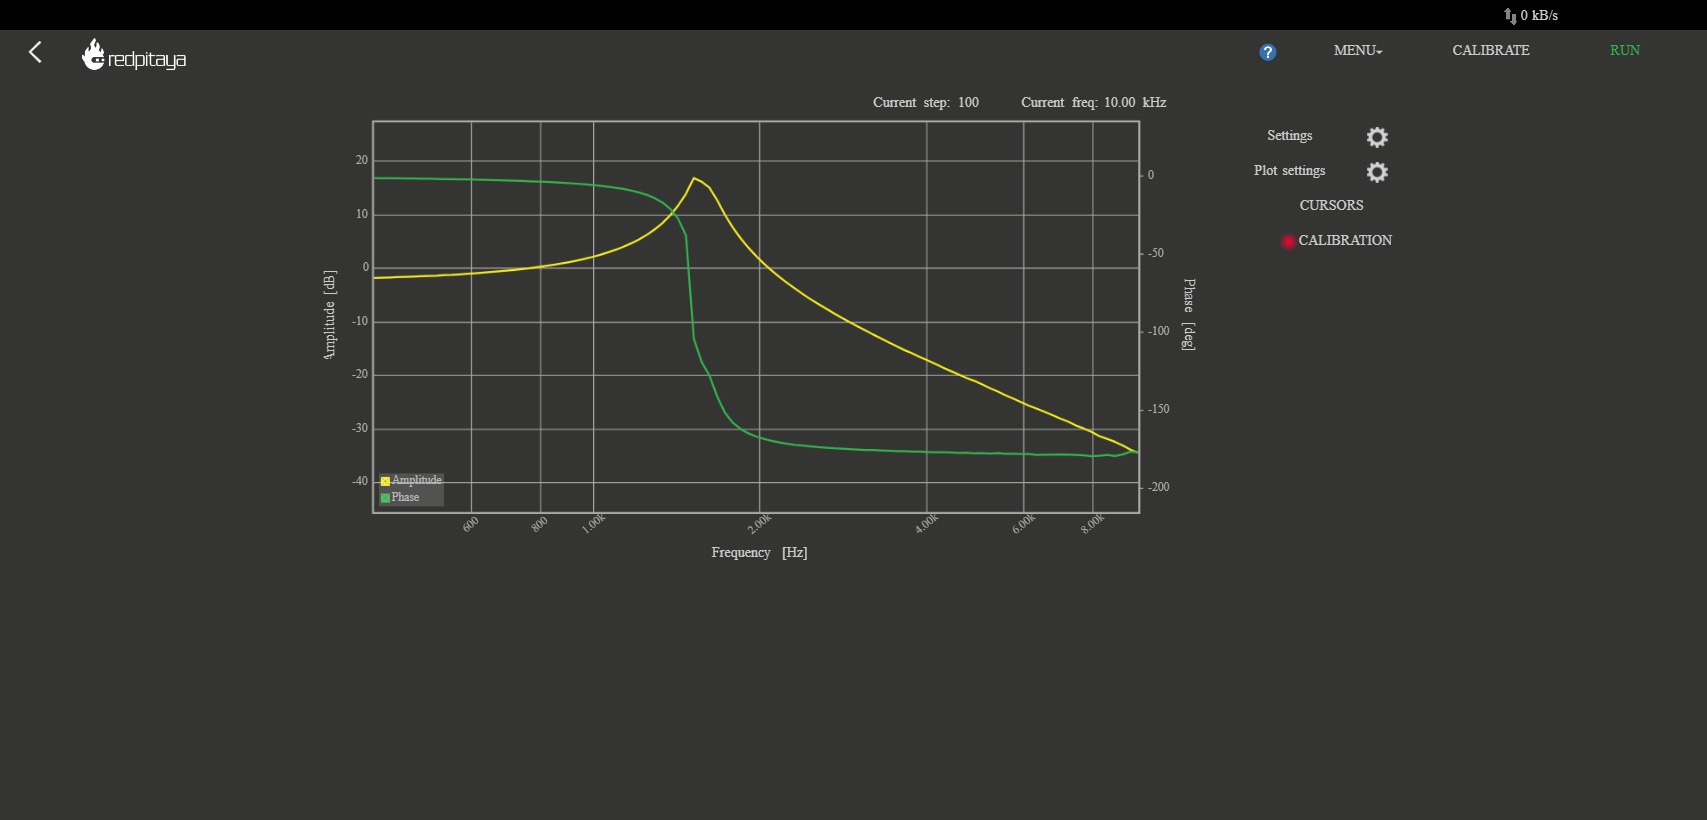 0 kB/s
redpitaya
?
MENU
CALIBRATE
RUN
Current step: 100
Current freq: 10.00 kHz
Settings
Plot settings
CURSORS
CALIBRATION
20
10
0
-10
-20
-30
-40
Amplitude [dB]
0
-50
-100
-150
-200
Phase [deg]
Amplitude
Phase
600
800
1.00k
2.00k
4.00k
6.00k
8.00k
Frequency [Hz]